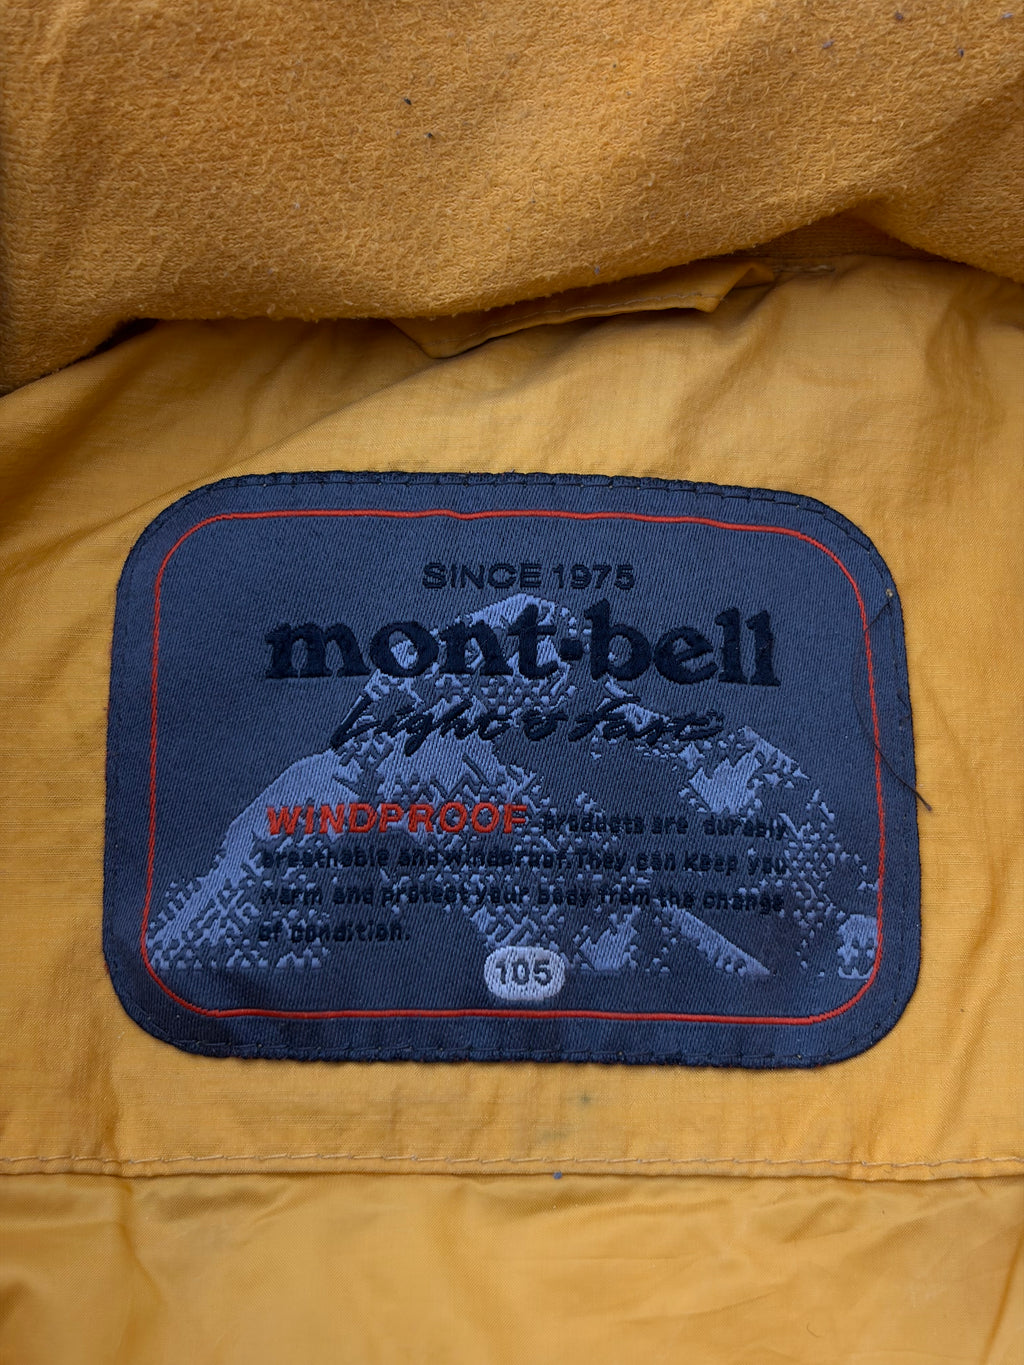 SINCE 1975
mont-bell
Light & Fast
WINDPROOF products are durably
breathable and windproof. They can keep you
warm and protect your body from the change
of condition.
105